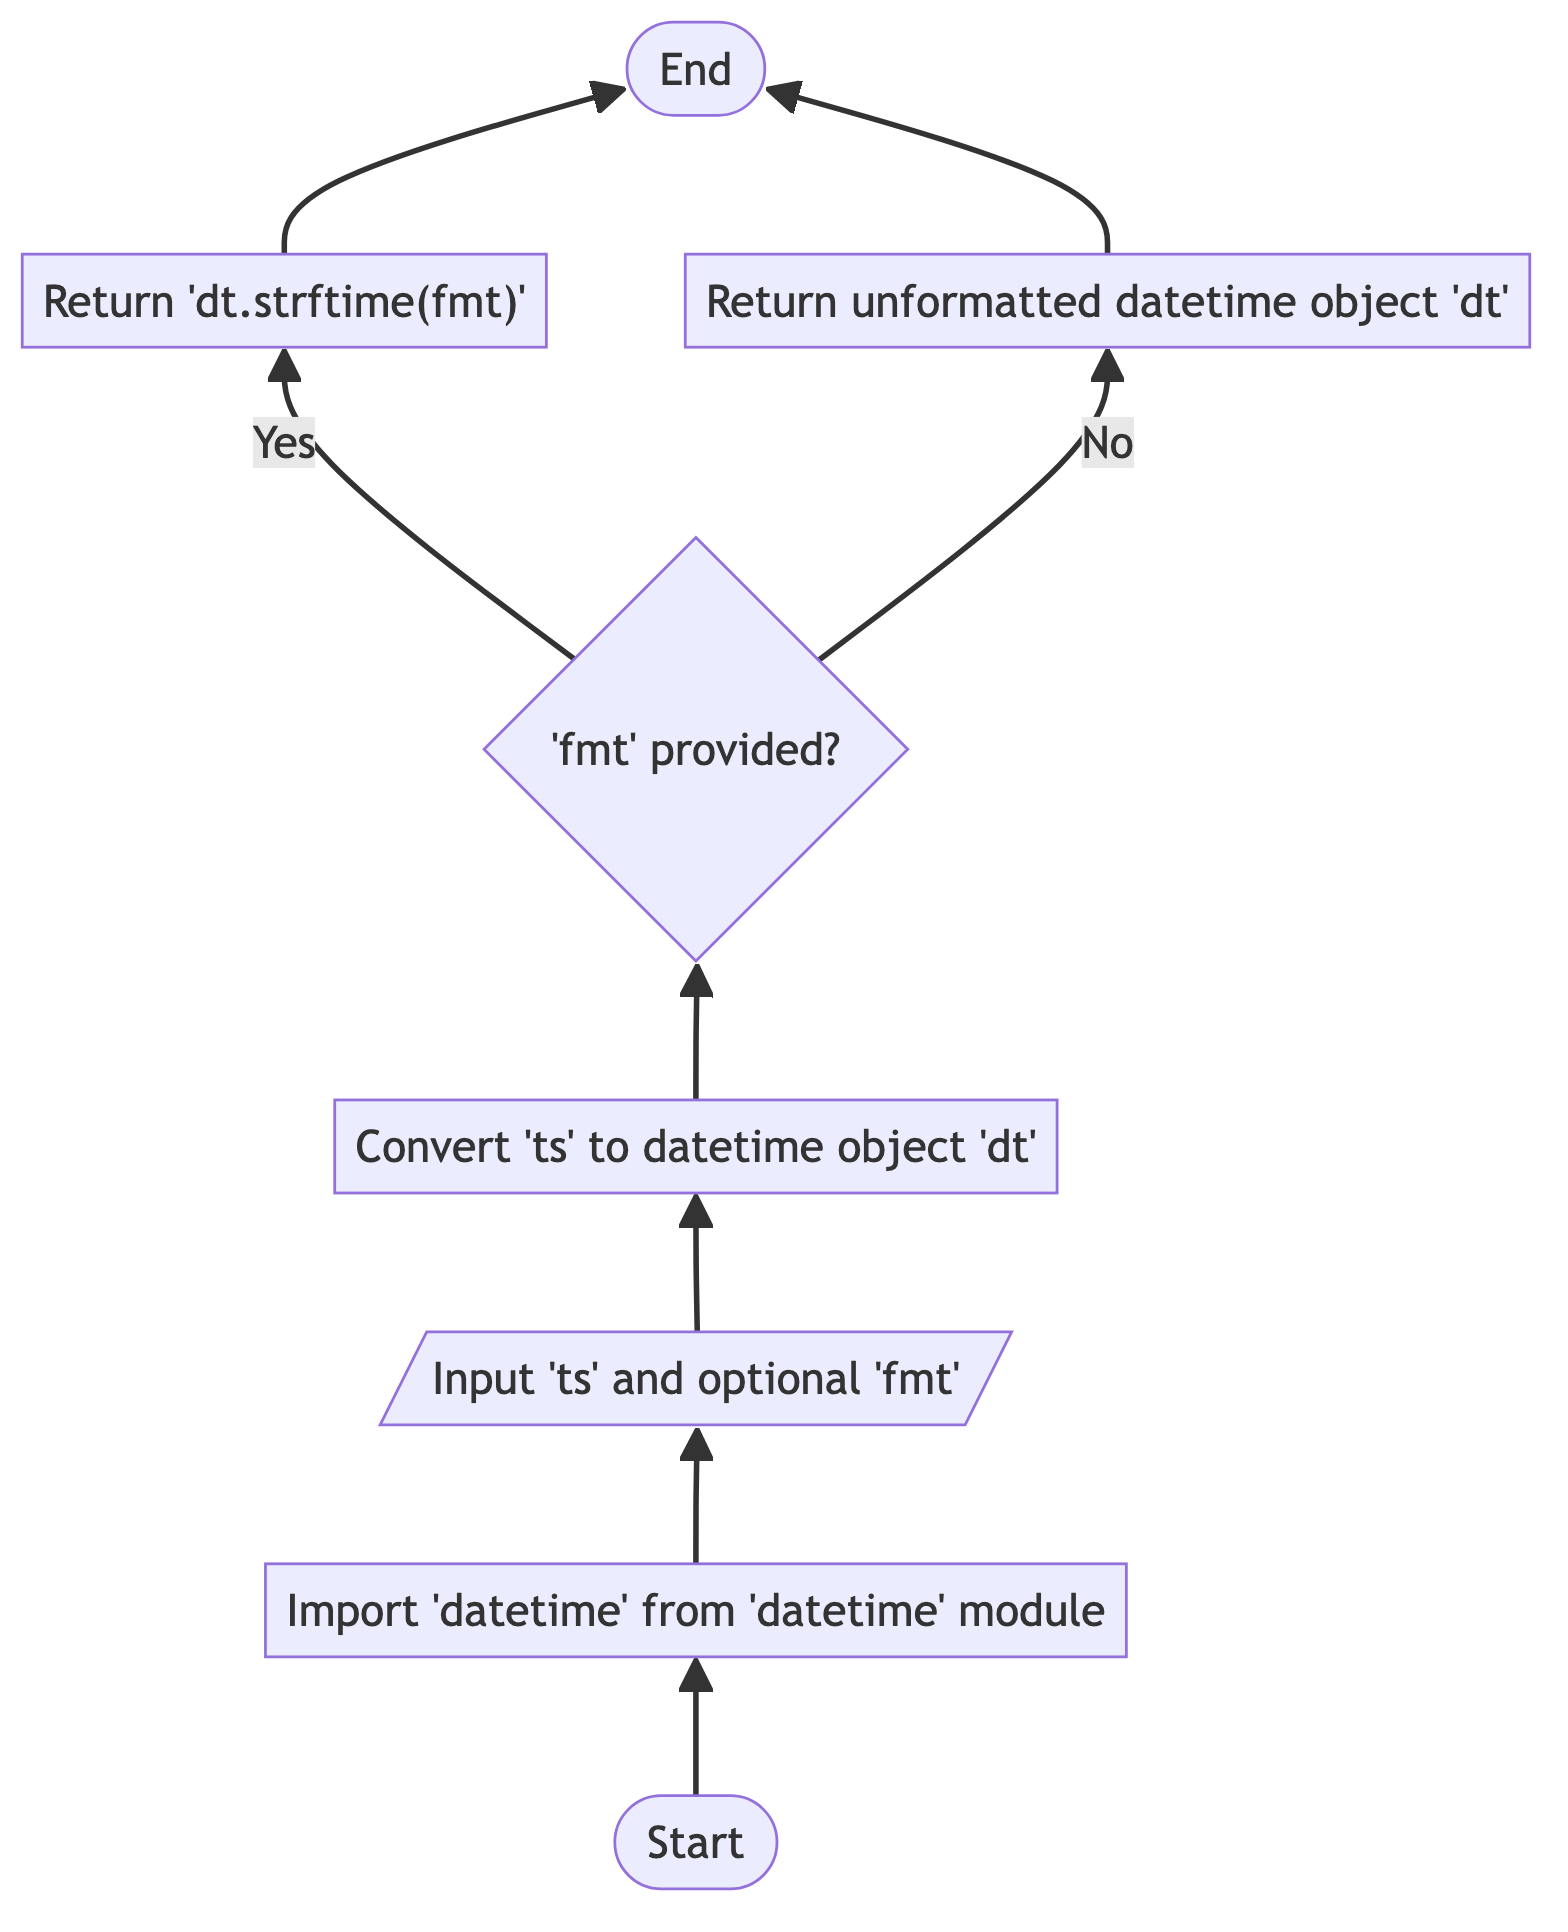 End
Return 'dt.strftime(fmt)'
Return unformatted datetime object 'dt'
Yes
No
'fmt' provided?
Convert 'ts' to datetime object 'dt'
Input 'ts' and optional 'fmt'
Import 'datetime' from 'datetime' module
Start